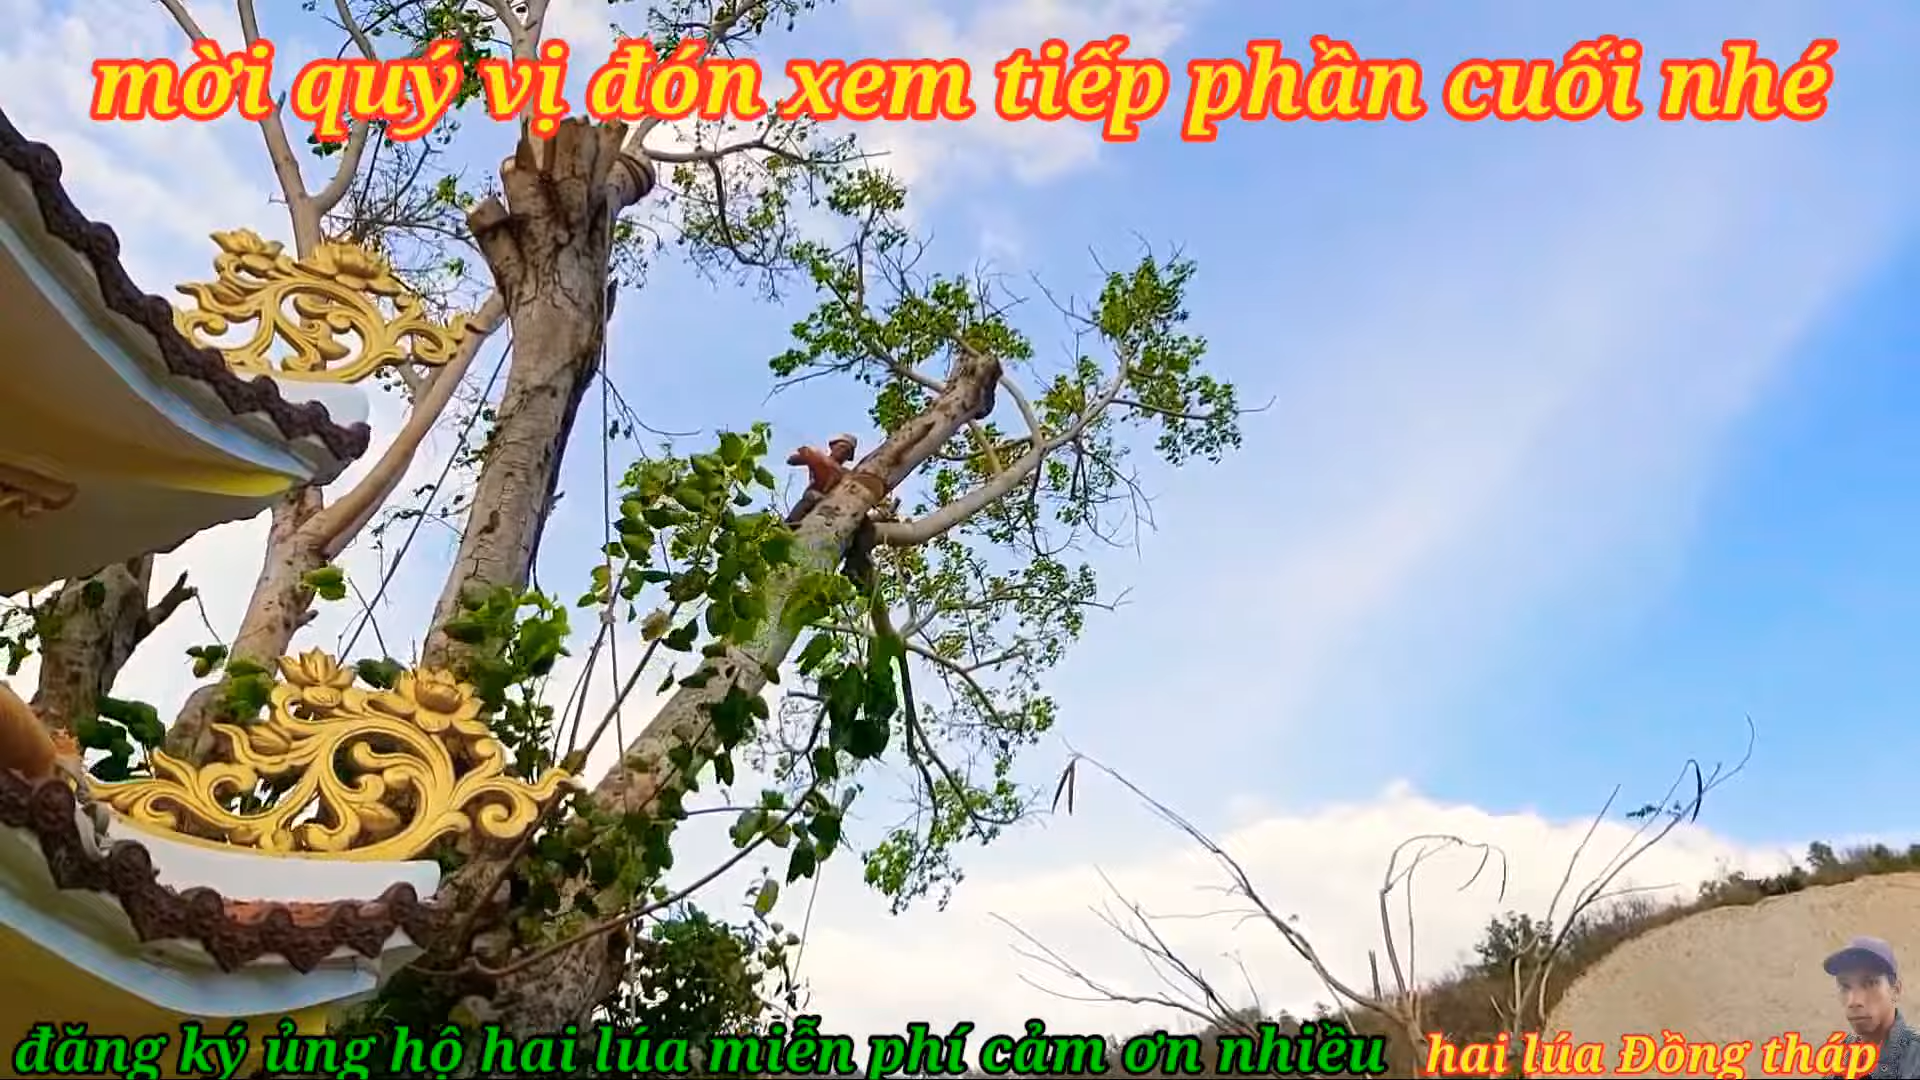 mời quý vị đón xem tiếp phần cuối nhé
đăng ký ủng hộ hai lúa miễn phí cảm ơn nhiều
hai lúa Đồng tháp